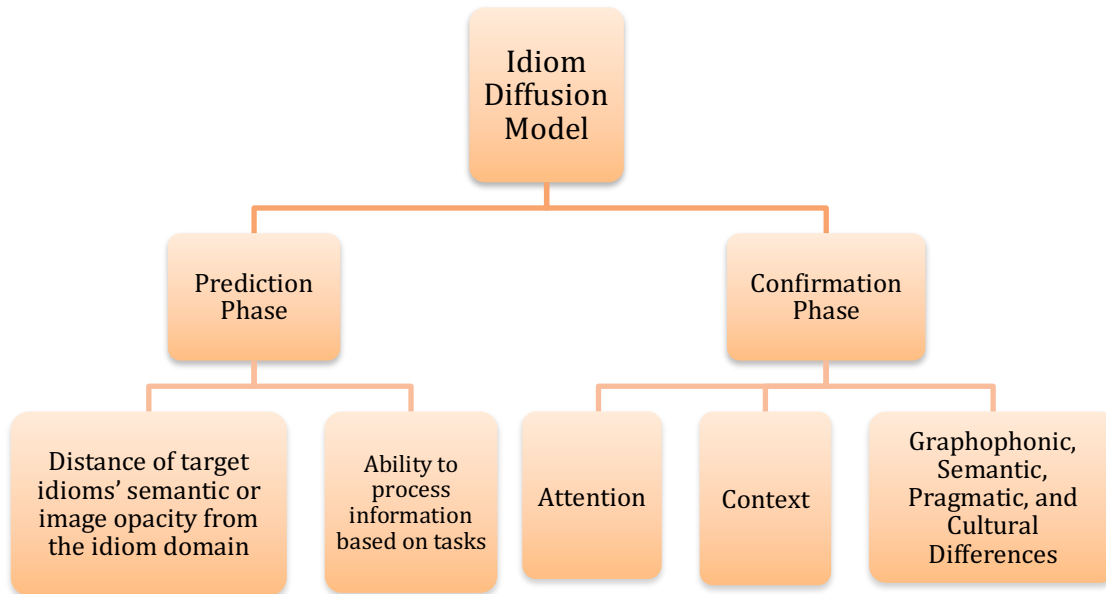 Idiom
Diffusion
Model
Prediction
Phase
Confirmation
Phase
Distance of target
idioms’ semantic or
image opacity from
the idiom domain
Ability to
process
information
based on tasks
Attention
Context
Graphophonic,
Semantic,
Pragmatic, and
Cultural
Differences